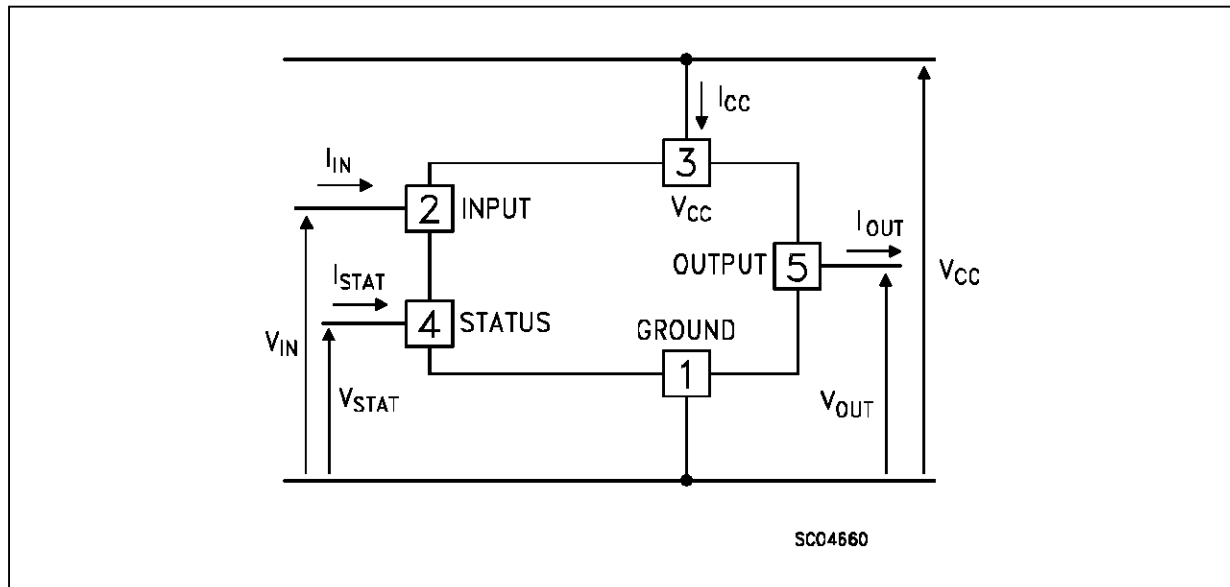 ICC
3
VCC
IIN
2 INPUT
IOUT
OUTPUT 5
VCC
ISTAT
4 STATUS
GROUND
1
VIN
VSTAT
VOUT
SC04660